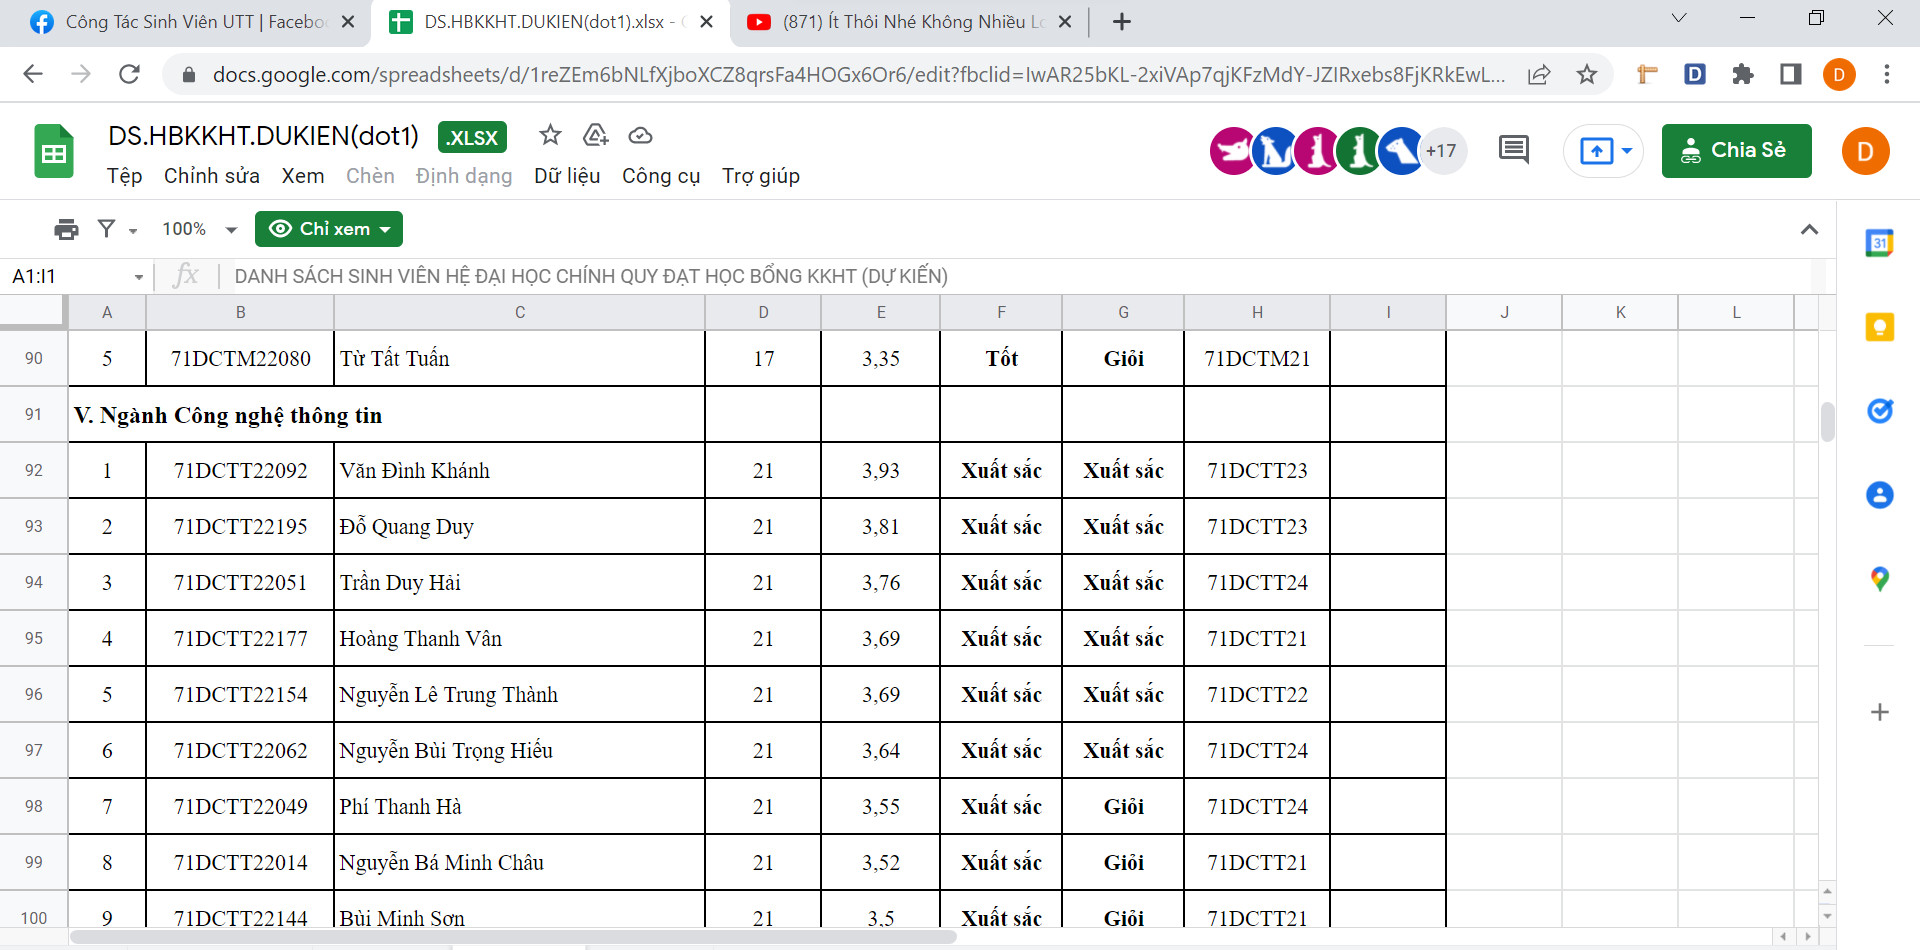 Công Tác Sinh Viên UTT | Facebo
DS.HBKKHT.DUKIEN(dot1).xlsx -
(871) Ít Thôi Nhé Không Nhiều L
docs.google.com/spreadsheets/d/1reZEm6bNLfXjboXCZ8qrsFa4HOGx6Or6/edit?fbclid=IwAR25bKL-2xiVAp7qjKFzMdY-JZIRxebs8FjKRkEwL...
D
D
DS.HBKKHT.DUKIEN(dot1) .XLSX
+17
Chia Sẻ
D
Tệp Chỉnh sửa Xem Chèn Định dạng Dữ liệu Công cụ Trợ giúp
100% Chỉ xem
31
A1:I1 fx DANH SÁCH SINH VIÊN HỆ ĐẠI HỌC CHÍNH QUY ĐẠT HỌC BỔNG KKHT (DỰ KIẾN)
A B C D E F G H I J K L
90 5 71DCTM22080 Từ Tất Tuấn 17 3,35 Tốt Giỏi 71DCTM21
91 V. Ngành Công nghệ thông tin
92 1 71DCTT22092 Văn Đình Khánh 21 3,93 Xuất sắc Xuất sắc 71DCTT23
93 2 71DCTT22195 Đỗ Quang Duy 21 3,81 Xuất sắc Xuất sắc 71DCTT23
94 3 71DCTT22051 Trần Duy Hải 21 3,76 Xuất sắc Xuất sắc 71DCTT24
95 4 71DCTT22177 Hoàng Thanh Vân 21 3,69 Xuất sắc Xuất sắc 71DCTT21
96 5 71DCTT22154 Nguyễn Lê Trung Thành 21 3,69 Xuất sắc Xuất sắc 71DCTT22
97 6 71DCTT22062 Nguyễn Bùi Trọng Hiếu 21 3,64 Xuất sắc Xuất sắc 71DCTT24
98 7 71DCTT22049 Phí Thanh Hà 21 3,55 Xuất sắc Giỏi 71DCTT24
99 8 71DCTT22014 Nguyễn Bá Minh Châu 21 3,52 Xuất sắc Giỏi 71DCTT21
100 9 71DCTT22144 Bùi Minh Sơn 21 3,5 Xuất sắc Giỏi 71DCTT21